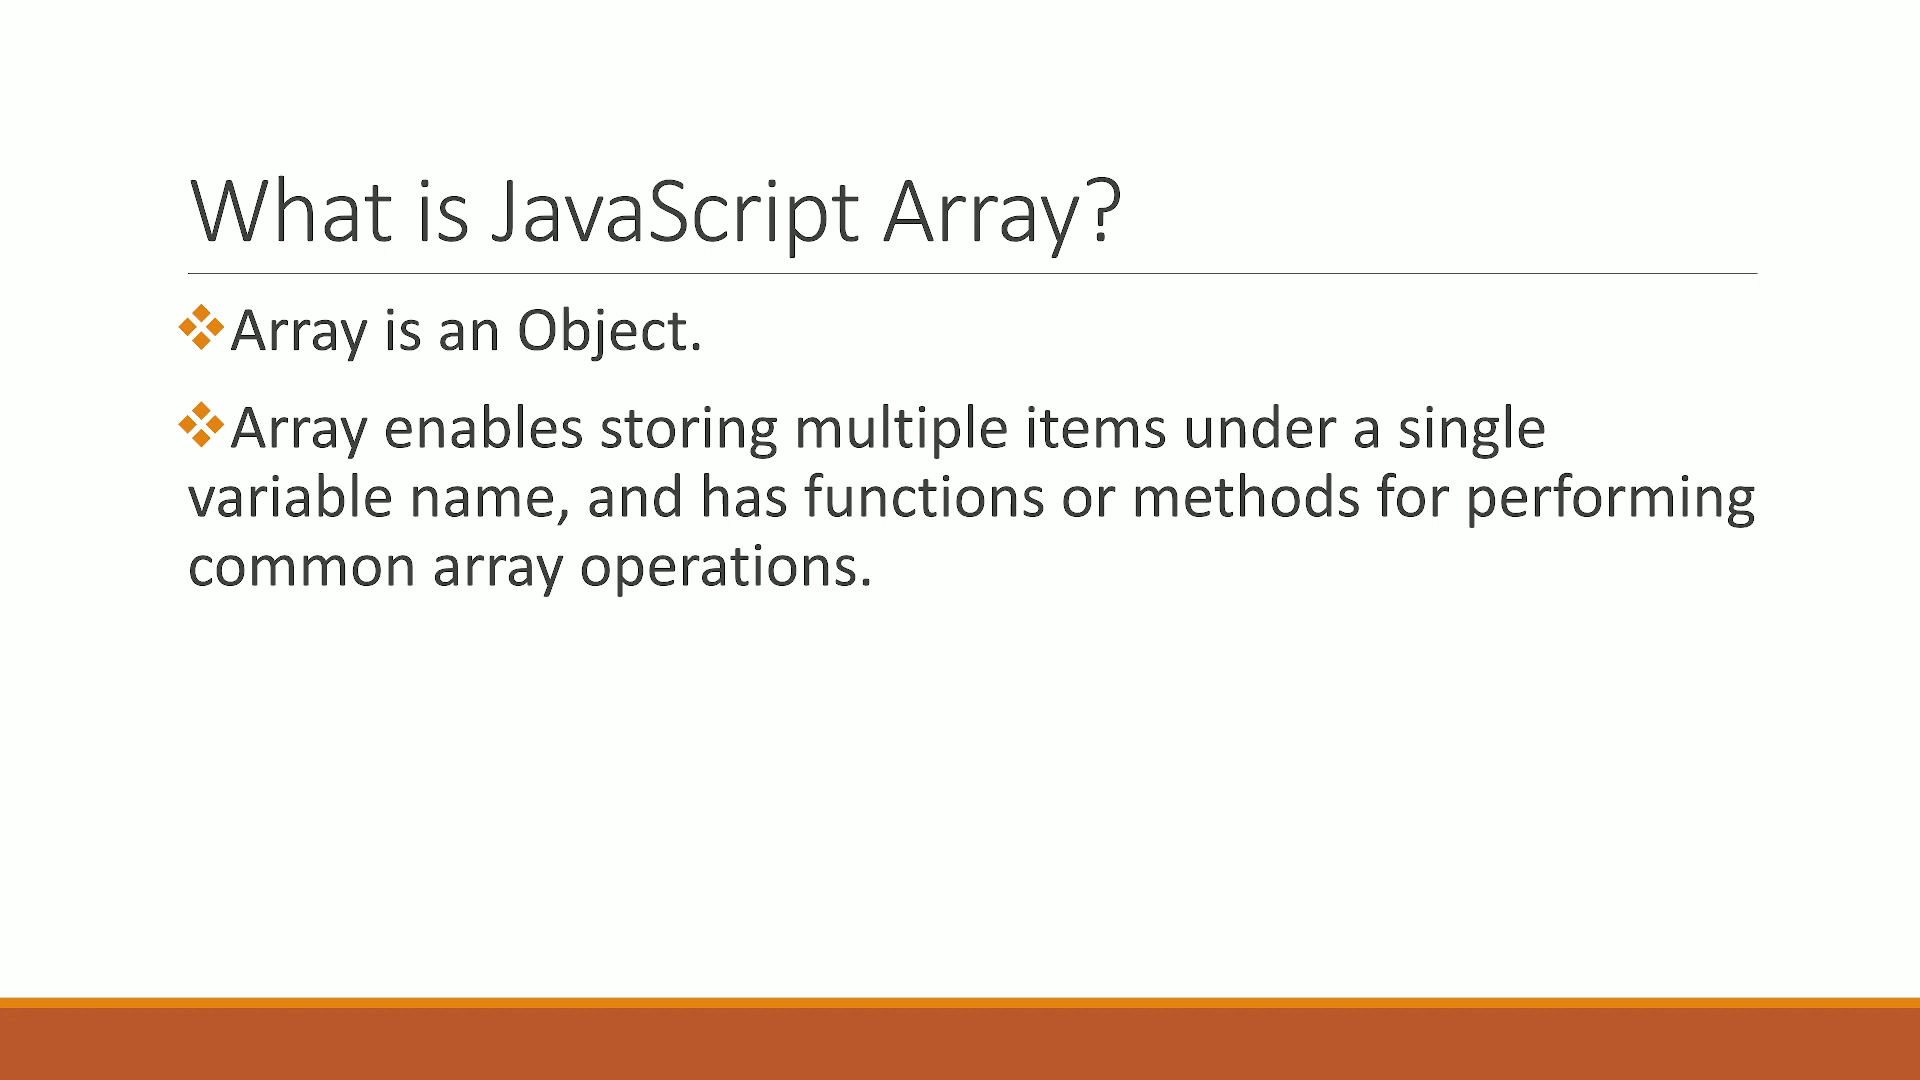 What is JavaScript Array?
❖Array is an Object.
❖Array enables storing multiple items under a single
variable name, and has functions or methods for performing
common array operations.